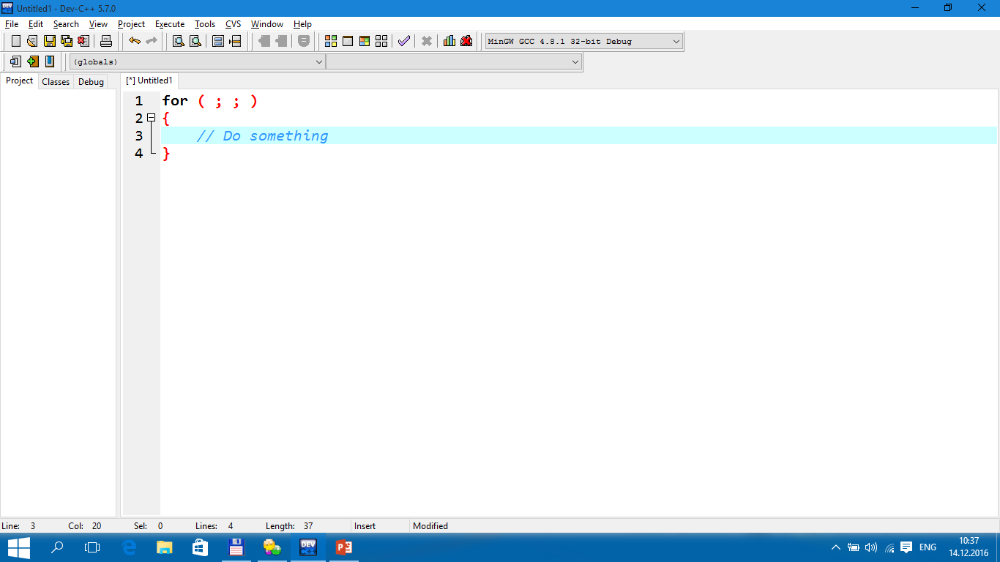 Untitled1 - Dev-C++ 5.7.0
File Edit Search View Project Execute Tools CVS Window Help
MinGW GCC 4.8.1 32-bit Debug
(globals)
Project Classes Debug
[*] Untitled1
1 for ( ; ; )
2 {
3 // Do something
4 }
Line: 3 Col: 20 Sel: 0 Lines: 4 Length: 37 Insert Modified
DEV C++
P
ENG
10:37
14.12.2016